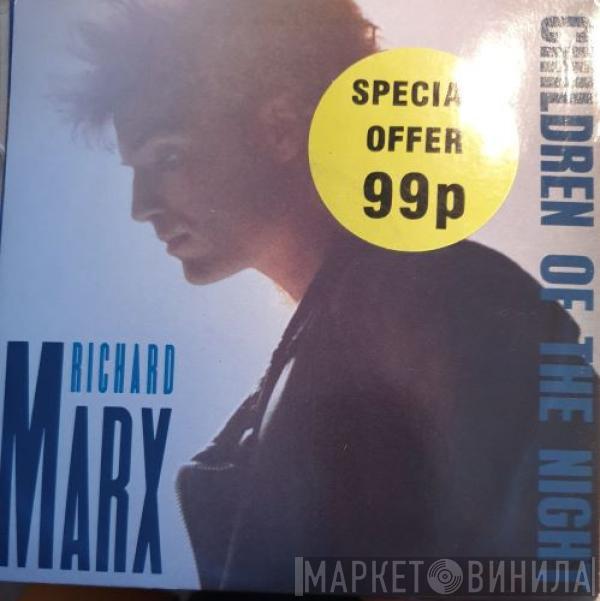 SPECIA
OFFER
99p
CHILDREN OF THE NIGH
RICHARD
MARX
МАРКЕТ ВИНИЛА